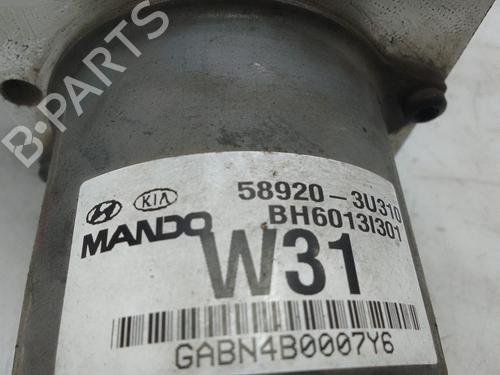 B-PARTS
58920-3U310
KIA
BH6013I301
MANDO
W31
GABN4B0007Y6